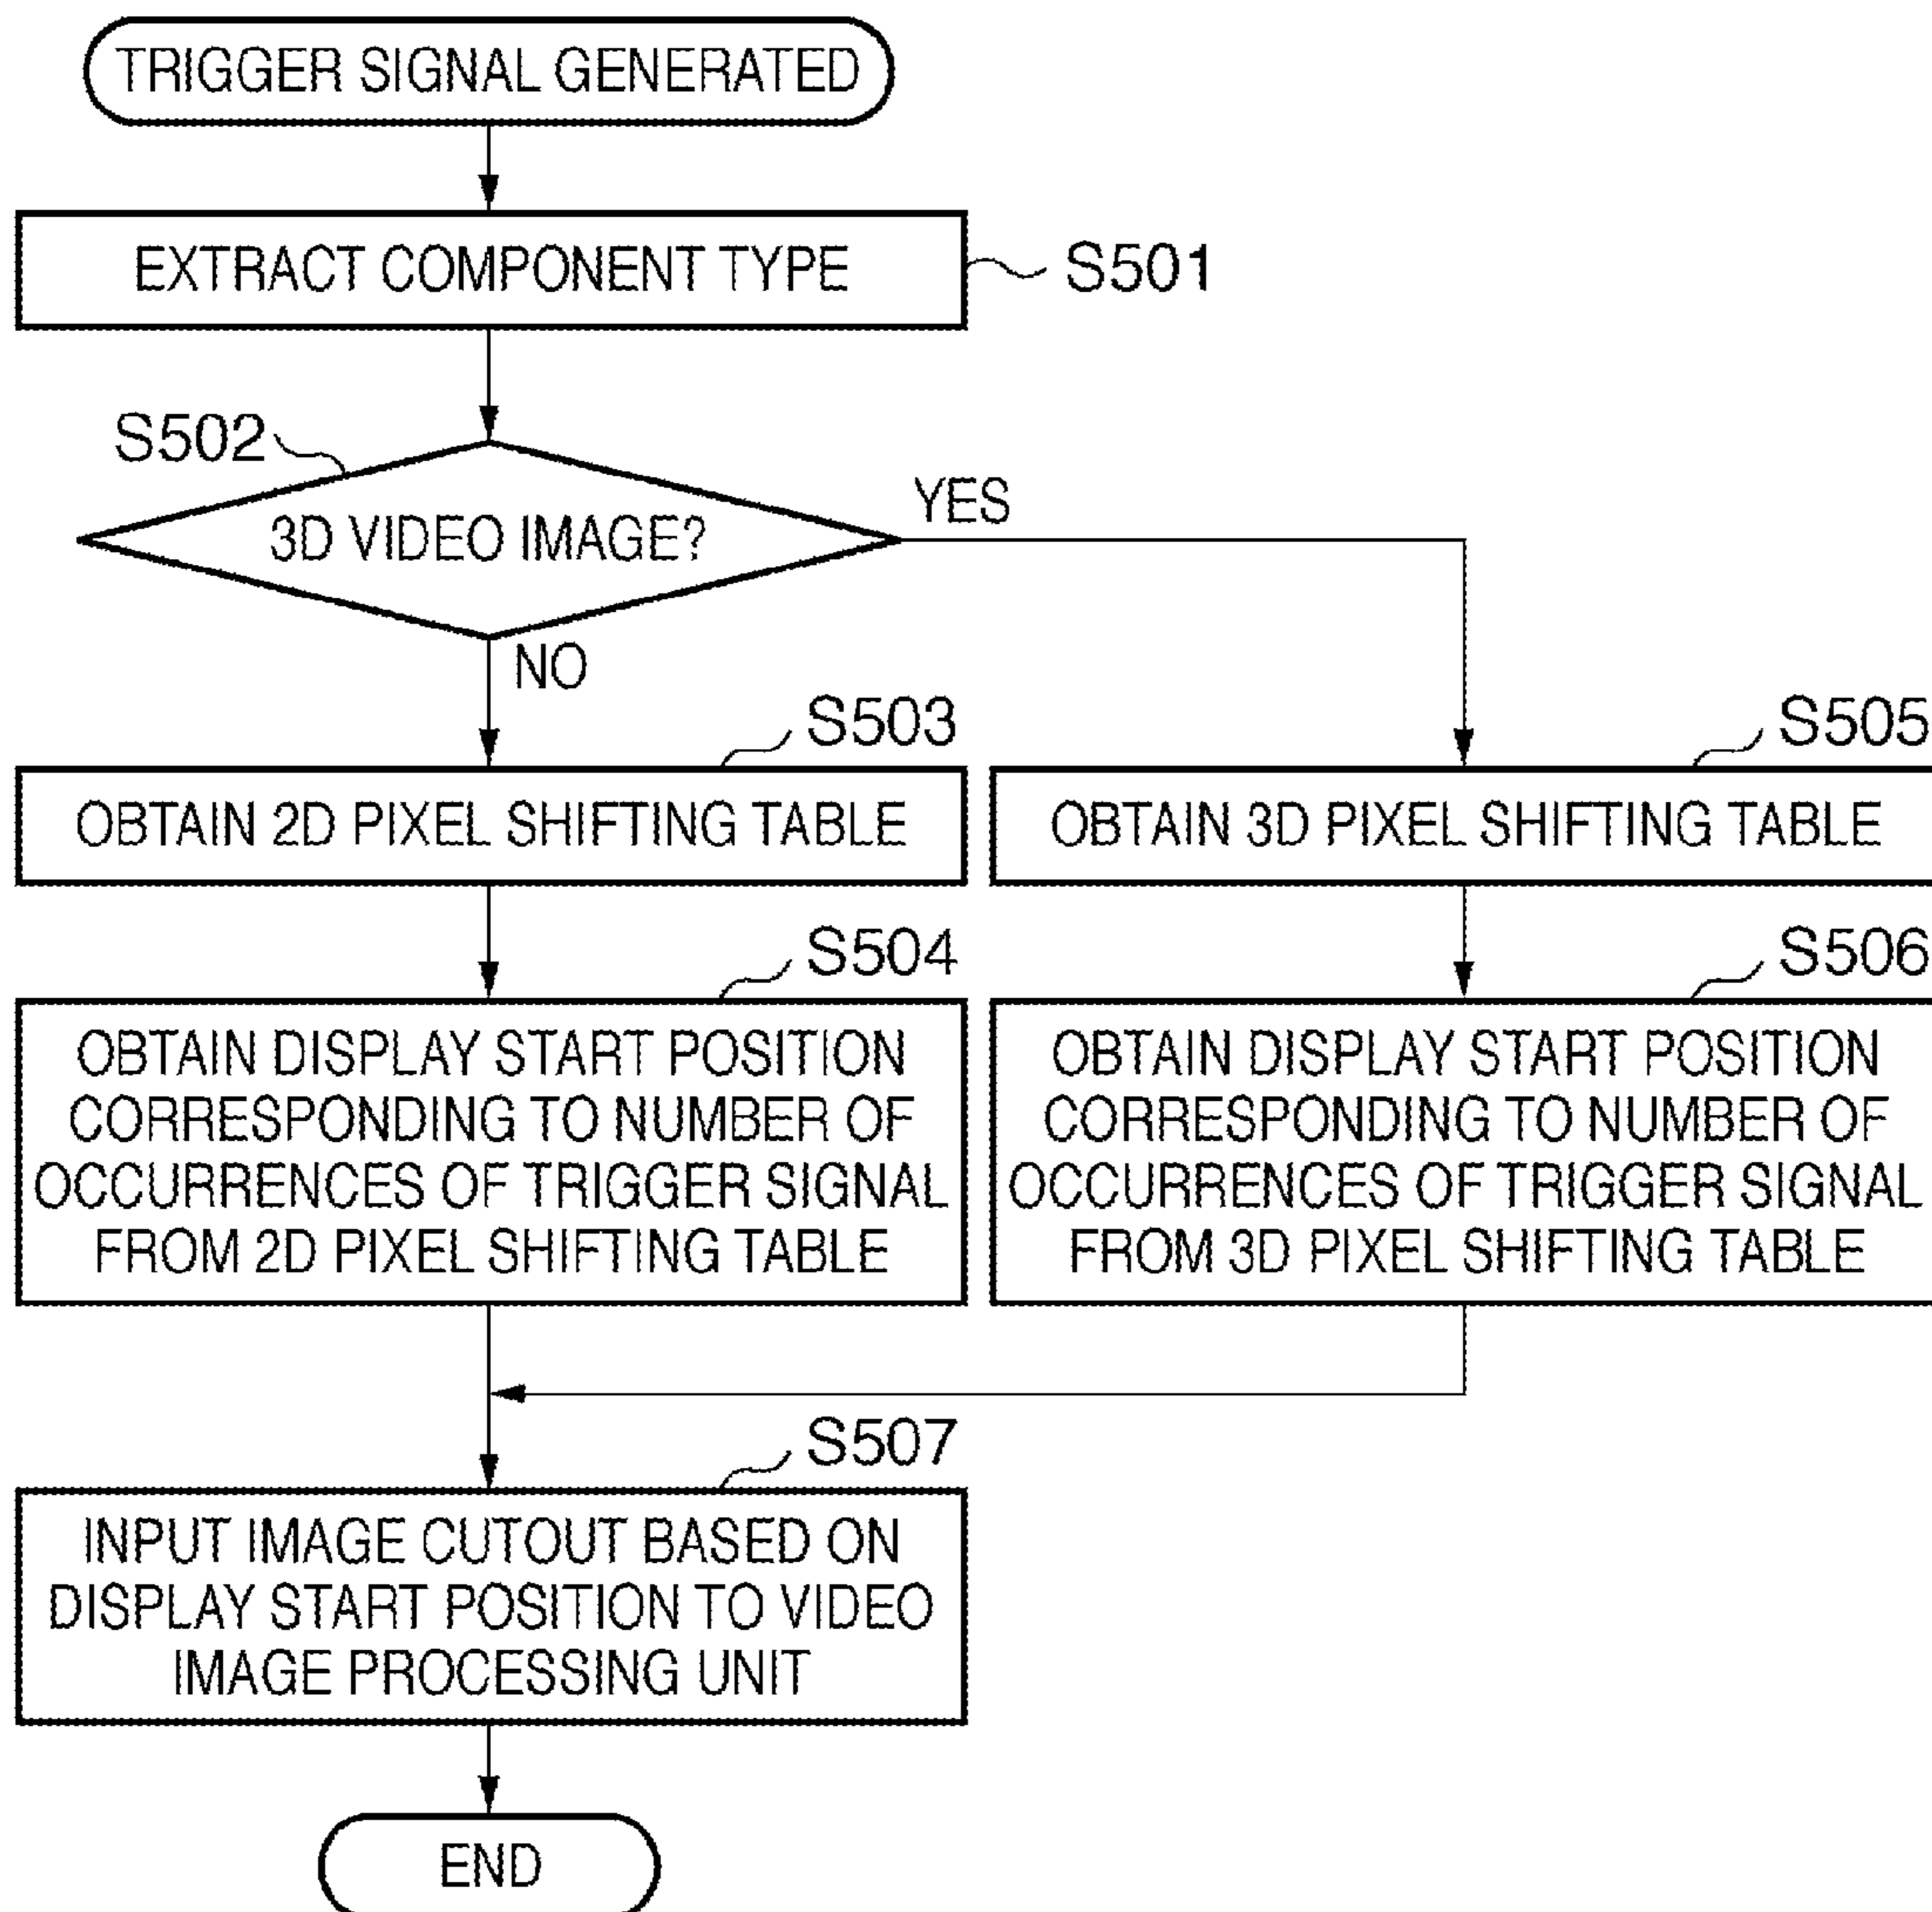 TRIGGER SIGNAL GENERATED
EXTRACT COMPONENT TYPE
S501
S502
3D VIDEO IMAGE?
YES
NO
S503
OBTAIN 2D PIXEL SHIFTING TABLE
S505
OBTAIN 3D PIXEL SHIFTING TABLE
S504
OBTAIN DISPLAY START POSITION
CORRESPONDING TO NUMBER OF
OCCURRENCES OF TRIGGER SIGNAL
FROM 2D PIXEL SHIFTING TABLE
S506
OBTAIN DISPLAY START POSITION
CORRESPONDING TO NUMBER OF
OCCURRENCES OF TRIGGER SIGNAL
FROM 3D PIXEL SHIFTING TABLE
S507
INPUT IMAGE CUTOUT BASED ON
DISPLAY START POSITION TO VIDEO
IMAGE PROCESSING UNIT
END